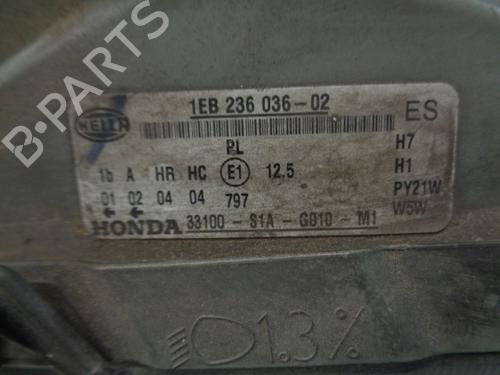 1EB 236 036-02
HELLA
ES
PL
H7
1b A HR HC E1 12.5
H1
01 02 04 04 797
PY21W
HONDA 33100-S1A-G010-M1
W5W
1.3%
B-PARTS